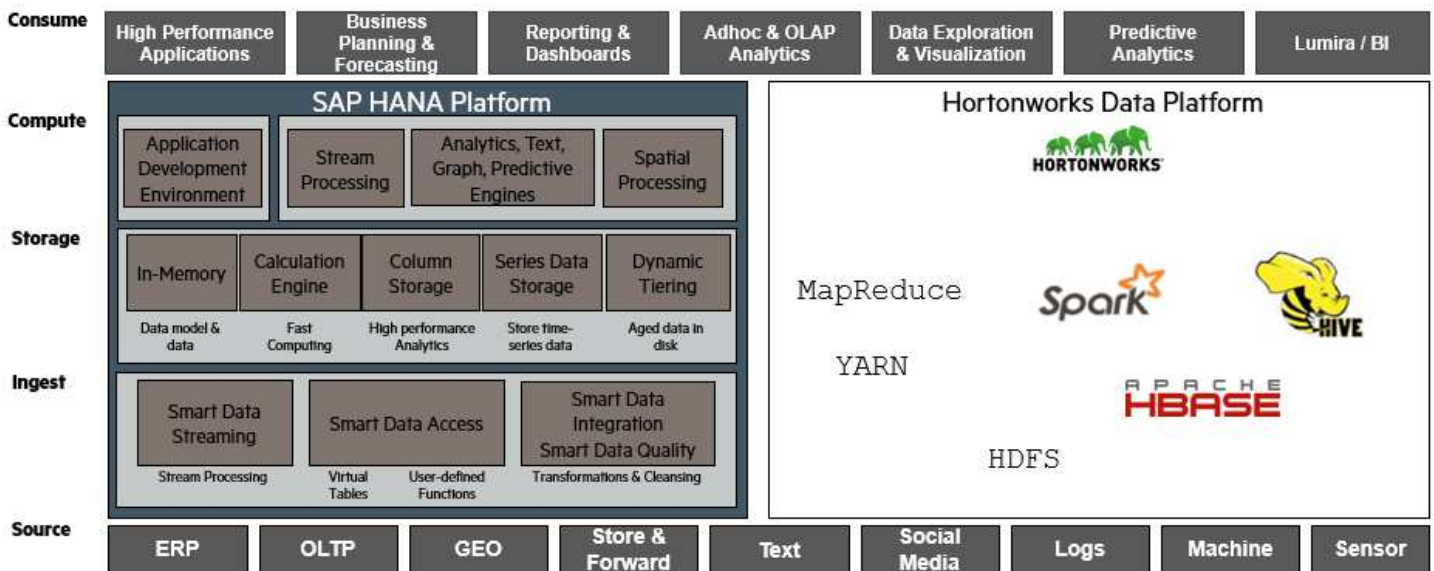 Consume
High Performance
Applications
Business
Planning &
Forecasting
Reporting &
Dashboards
Adhoc & OLAP
Analytics
Data Exploration
& Visualization
Predictive
Analytics
Lumira / BI
Compute
SAP HANA Platform
Application
Development
Environment
Stream
Processing
Analytics, Text,
Graph, Predictive
Engines
Spatial
Processing
Storage
In-Memory
Calculation
Engine
Column
Storage
Series Data
Storage
Dynamic
Tiering
Data model &
data
Fast
Computing
High performance
Analytics
Store time-
series data
Aged data in
disk
Ingest
Smart Data
Streaming
Smart Data Access
Smart Data
Integration
Smart Data Quality
Stream Processing
Virtual
Tables
User-defined
Functions
Transformations & Cleansing
Hortonworks Data Platform
HORTONWORKS
MapReduce
Spark
HIVE
YARN
APACHE
HBASE
HDFS
Source
ERP
OLTP
GEO
Store &
Forward
Text
Social
Media
Logs
Machine
Sensor